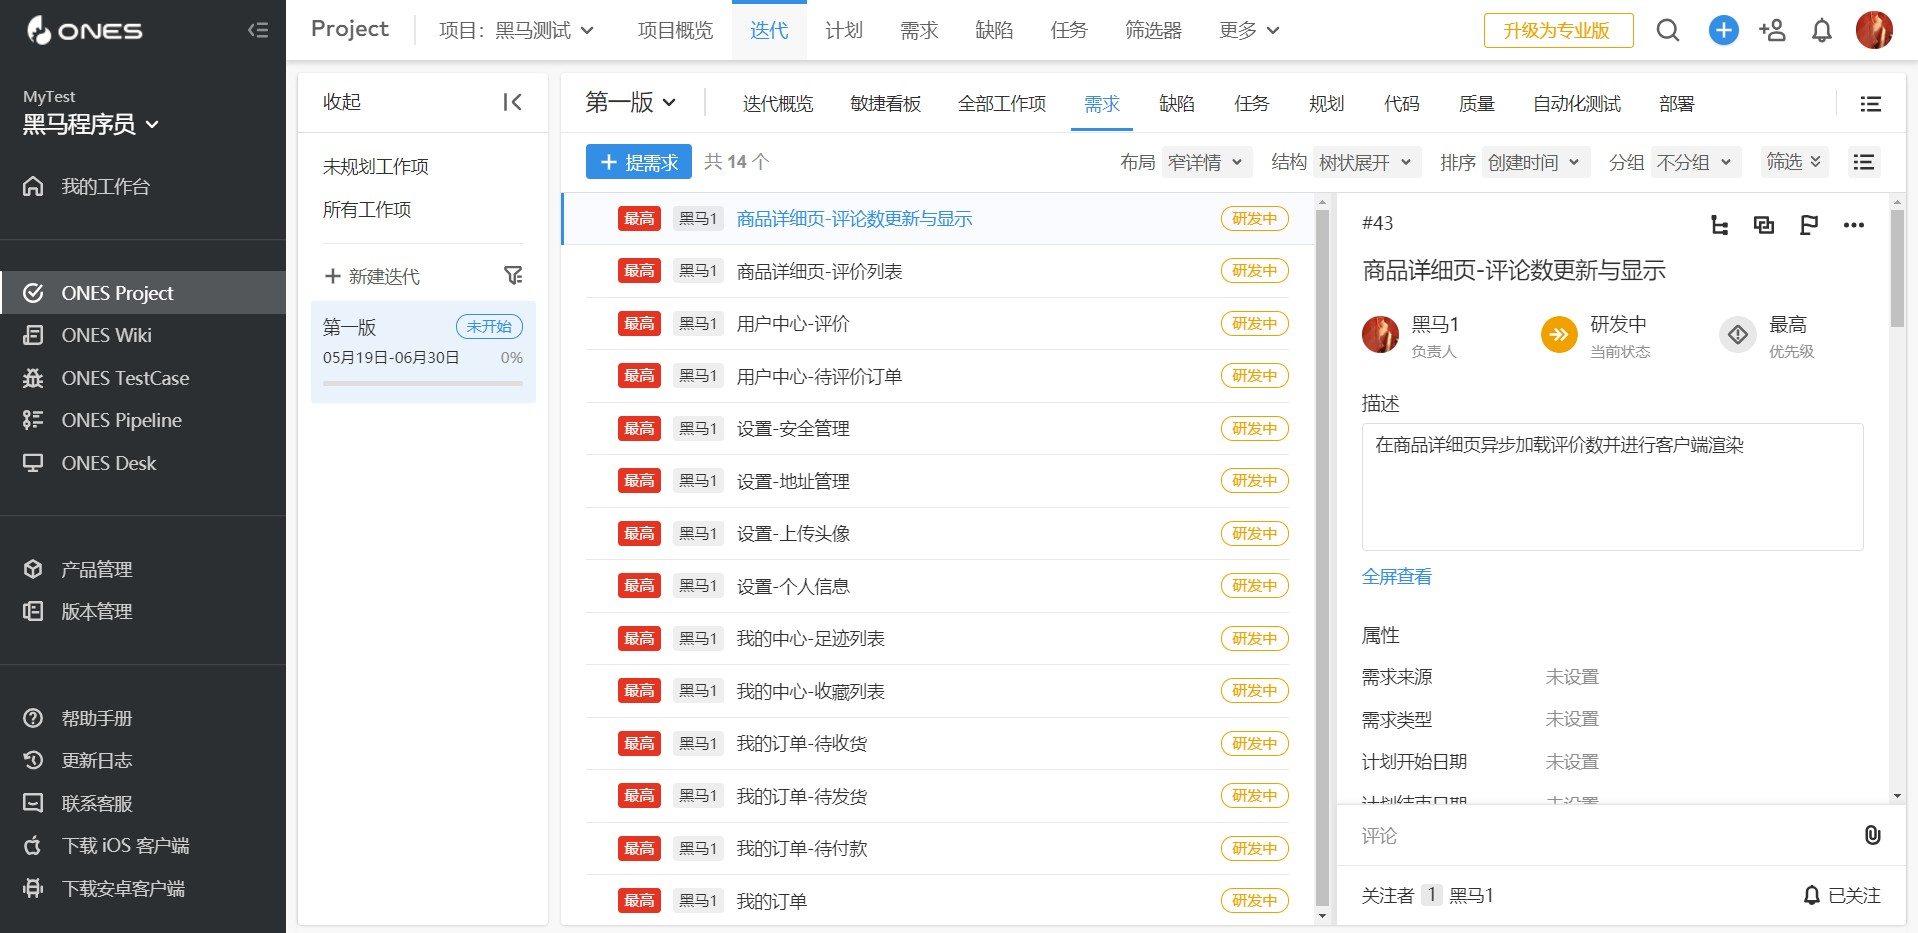 ONES
MyTest
黑马程序员
我的工作台
ONES Project
ONES Wiki
ONES TestCase
ONES Pipeline
ONES Desk
产品管理
版本管理
帮助手册
更新日志
联系客服
下载 iOS 客户端
下载安卓客户端
Project 项目：黑马测试 项目概览 迭代 计划 需求 缺陷 任务 筛选器 更多 升级为专业版
收起
未规划工作项
所有工作项
新建迭代
第一版 未开始
05月19日-06月30日 0%
第一版 迭代概览 敏捷看板 全部工作项 需求 缺陷 任务 规划 代码 质量 自动化测试 部署
提需求 共 14 个 布局 窄详情 结构 树状展开 排序 创建时间 分组 不分组 筛选
最高 黑马1 商品详细页-评论数更新与显示 研发中
最高 黑马1 商品详细页-评价列表 研发中
最高 黑马1 用户中心-评价 研发中
最高 黑马1 用户中心-待评价订单 研发中
最高 黑马1 设置-安全管理 研发中
最高 黑马1 设置-地址管理 研发中
最高 黑马1 设置-上传头像 研发中
最高 黑马1 设置-个人信息 研发中
最高 黑马1 我的中心-足迹列表 研发中
最高 黑马1 我的中心-收藏列表 研发中
最高 黑马1 我的订单-待收货 研发中
最高 黑马1 我的订单-待发货 研发中
最高 黑马1 我的订单-待付款 研发中
最高 黑马1 我的订单 研发中
#43
商品详细页-评论数更新与显示
黑马1 研发中 最高
负责人 当前状态 优先级
描述
在商品详细页异步加载评价数并进行客户端渲染
全屏查看
属性
需求来源 未设置
需求类型 未设置
计划开始日期 未设置
计划结束日期 未设置
评论
关注者 1 黑马1 已关注